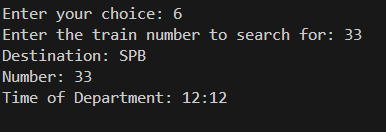 Enter your choice: 6
Enter the train number to search for: 33
Destination: SPB
Number: 33
Time of Department: 12:12